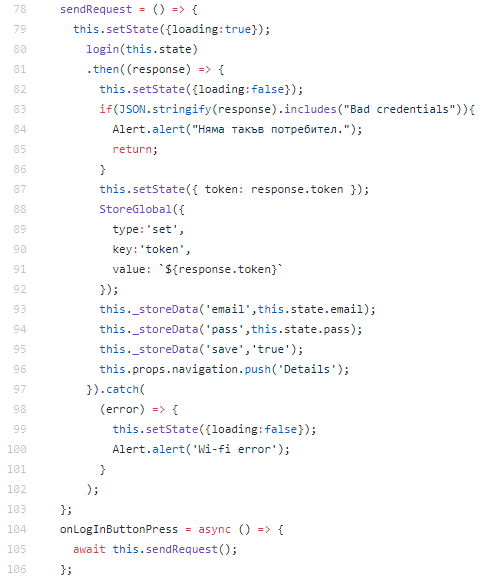 78 sendRequest = () => {
79 this.setState({loading:true});
80 login(this.state)
81 .then((response) => {
82 this.setState({loading:false});
83 if(JSON.stringify(response).includes("Bad credentials")){
84 Alert.alert("Няма такъв потребител.");
85 return;
86 }
87 this.setState({ token: response.token });
88 StoreGlobal({
89 type:'set',
90 key:'token',
91 value: `${response.token}`
92 });
93 this._storeData('email',this.state.email);
94 this._storeData('pass',this.state.pass);
95 this._storeData('save','true');
96 this.props.navigation.push('Details');
97 }).catch(
98 (error) => {
99 this.setState({loading:false});
100 Alert.alert('Wi-fi error');
101 }
102 );
103 };
104 onLogInButtonPress = async () => {
105 await this.sendRequest();
106 };